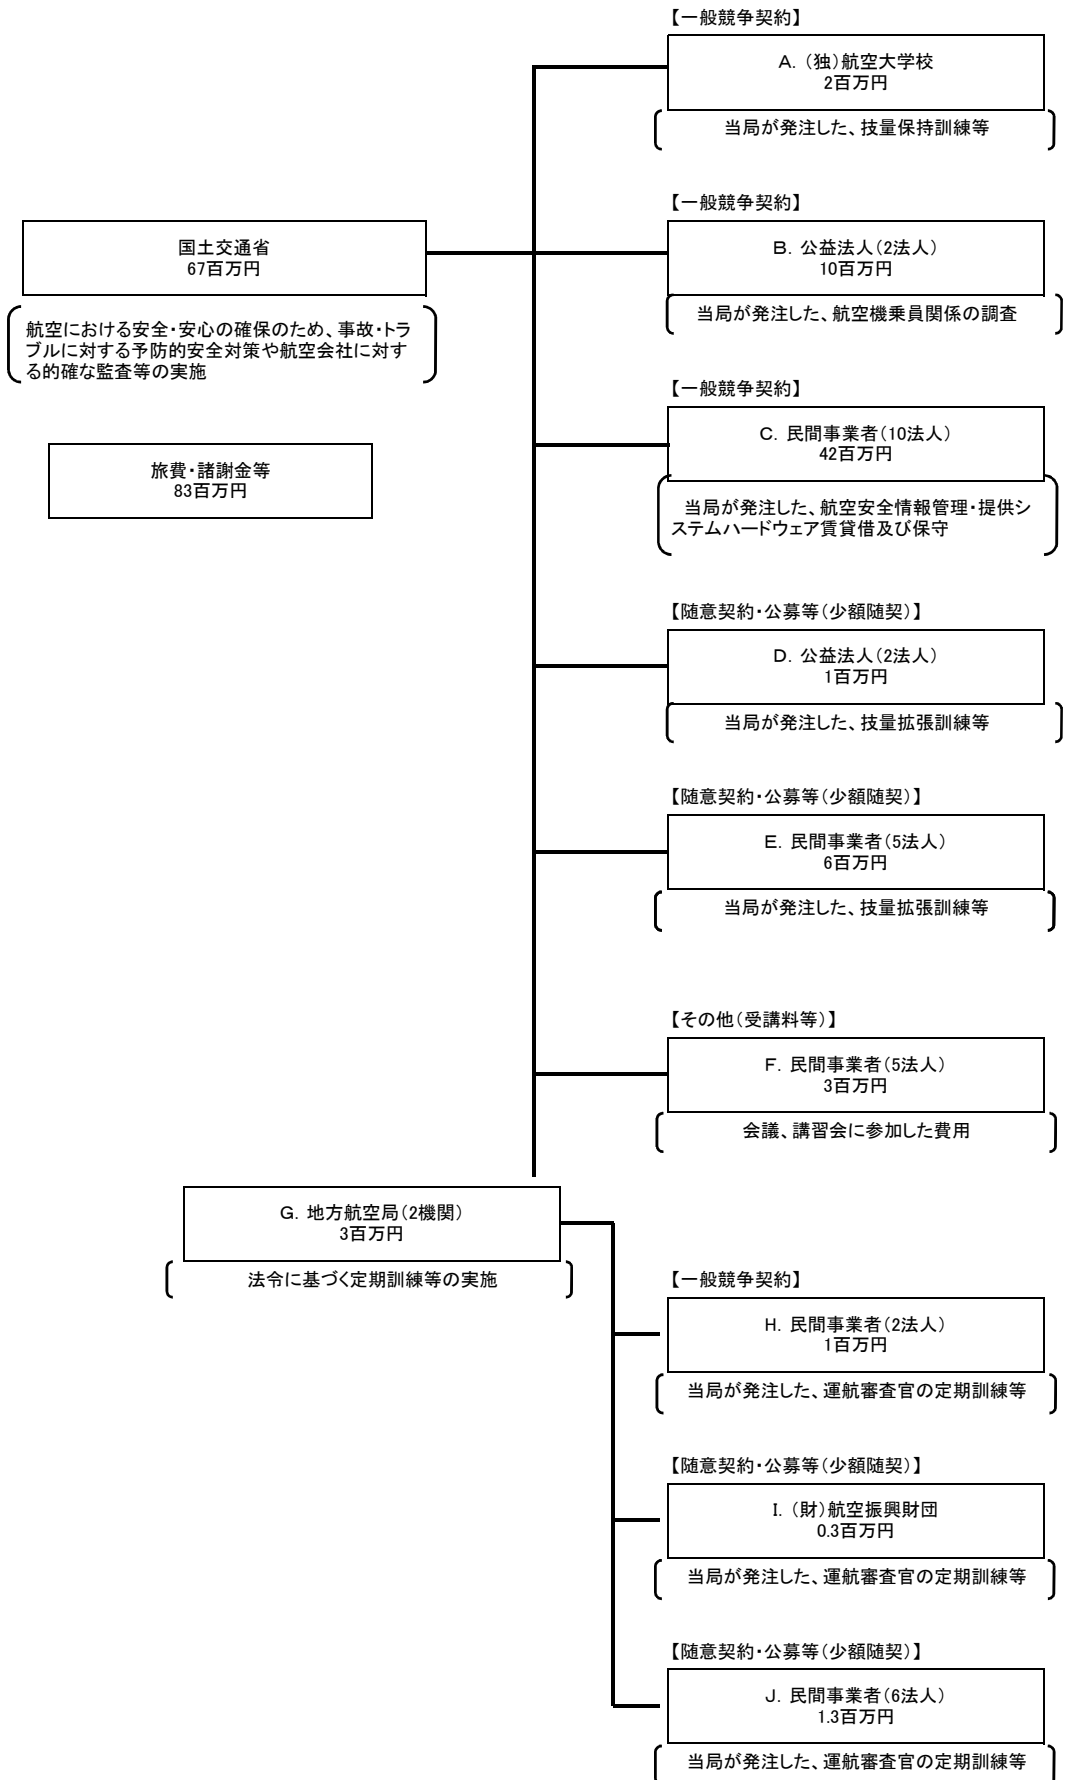 【一般競争契約】
A. (独)航空大学校
2百万円
当局が発注した、技量保持訓練等
【一般競争契約】
国土交通省
67百万円
B. 公益法人(2法人)
10百万円
航空における安全・安心の確保のため、事故・トラ
ブルに対する予防的安全対策や航空会社に対す
る的確な監査等の実施
当局が発注した、航空機乗員関係の調査
【一般競争契約】
C. 民間事業者(10法人)
42百万円
旅費・諸謝金等
83百万円
当局が発注した、航空安全情報管理・提供シ
ステムハードウェア賃貸借及び保守
【随意契約・公募等(少額随契)】
D. 公益法人(2法人)
1百万円
当局が発注した、技量拡張訓練等
【随意契約・公募等(少額随契)】
E. 民間事業者(5法人)
6百万円
当局が発注した、技量拡張訓練等
【その他(受講料等)】
F. 民間事業者(5法人)
3百万円
会議、講習会に参加した費用
G. 地方航空局(2機関)
3百万円
法令に基づく定期訓練等の実施
【一般競争契約】
H. 民間事業者(2法人)
1百万円
当局が発注した、運航審査官の定期訓練等
【随意契約・公募等(少額随契)】
I. (財)航空振興財団
0.3百万円
当局が発注した、運航審査官の定期訓練等
【随意契約・公募等(少額随契)】
J. 民間事業者(6法人)
1.3百万円
当局が発注した、運航審査官の定期訓練等